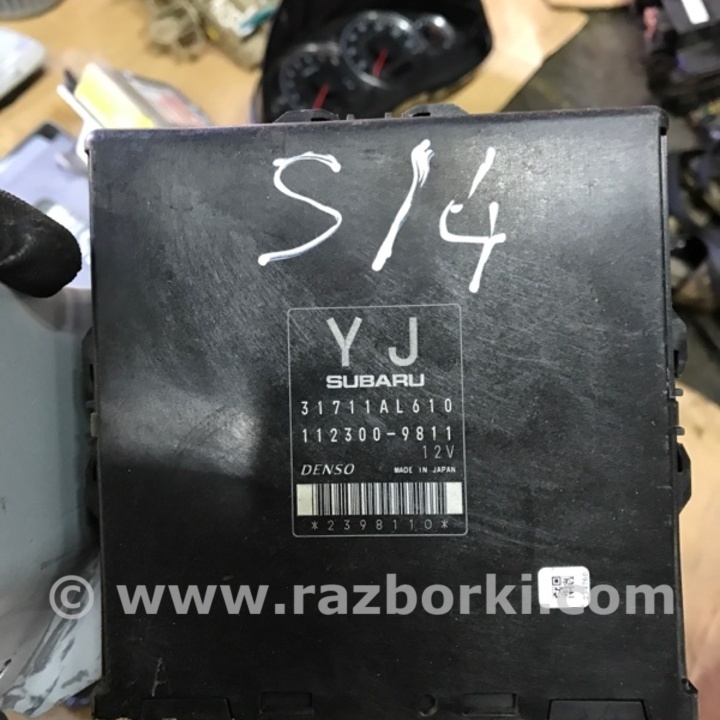 S14
YJ
SUBARU
31711AL610
112300-9811
12V
DENSO MADE IN JAPAN
*2398110*
© www.razborki.com